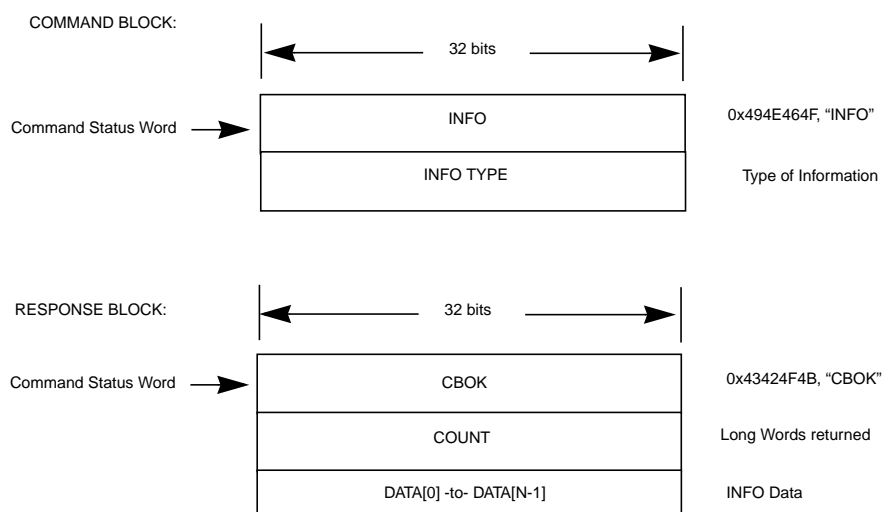 COMMAND BLOCK:
32 bits
Command Status Word
INFO
0x494E464F, “INFO”
INFO TYPE
Type of Information
RESPONSE BLOCK:
32 bits
Command Status Word
CBOK
0x43424F4B, “CBOK”
COUNT
Long Words returned
DATA[0] -to- DATA[N-1]
INFO Data